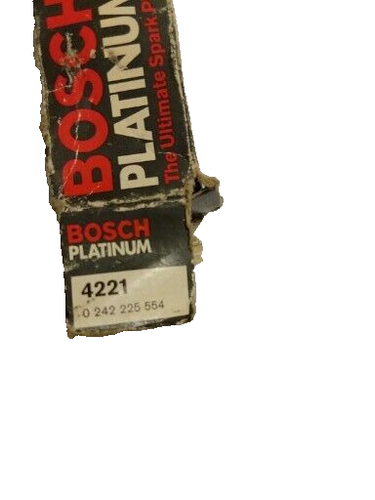 BOSCH
PLATINUM
The Ultimate Spark
BOSCH
PLATINUM
4221
0 242 225 554